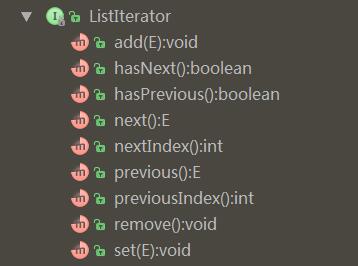 ListIterator
add(E):void
hasNext():boolean
hasPrevious():boolean
next():E
nextIndex():int
previous():E
previousIndex():int
remove():void
set(E):void